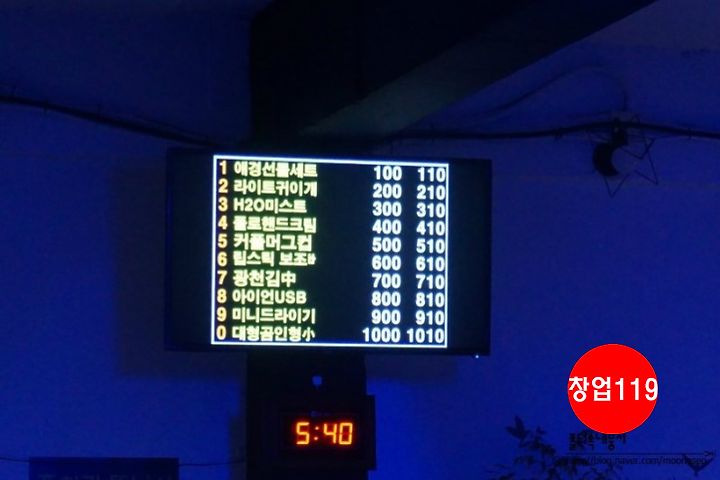 1 애경선물세트 100 110
2 라이트귀이개 200 210
3 H2O미스트 300 310
4 플로핸드크림 400 410
5 커플머그컵 500 510
6 립스틱 보조 600 610
7 광천김中 700 710
8 아이언USB 800 810
9 미니드라이기 900 910
0 대형곰인형小 1000 1010
5:40
창업119